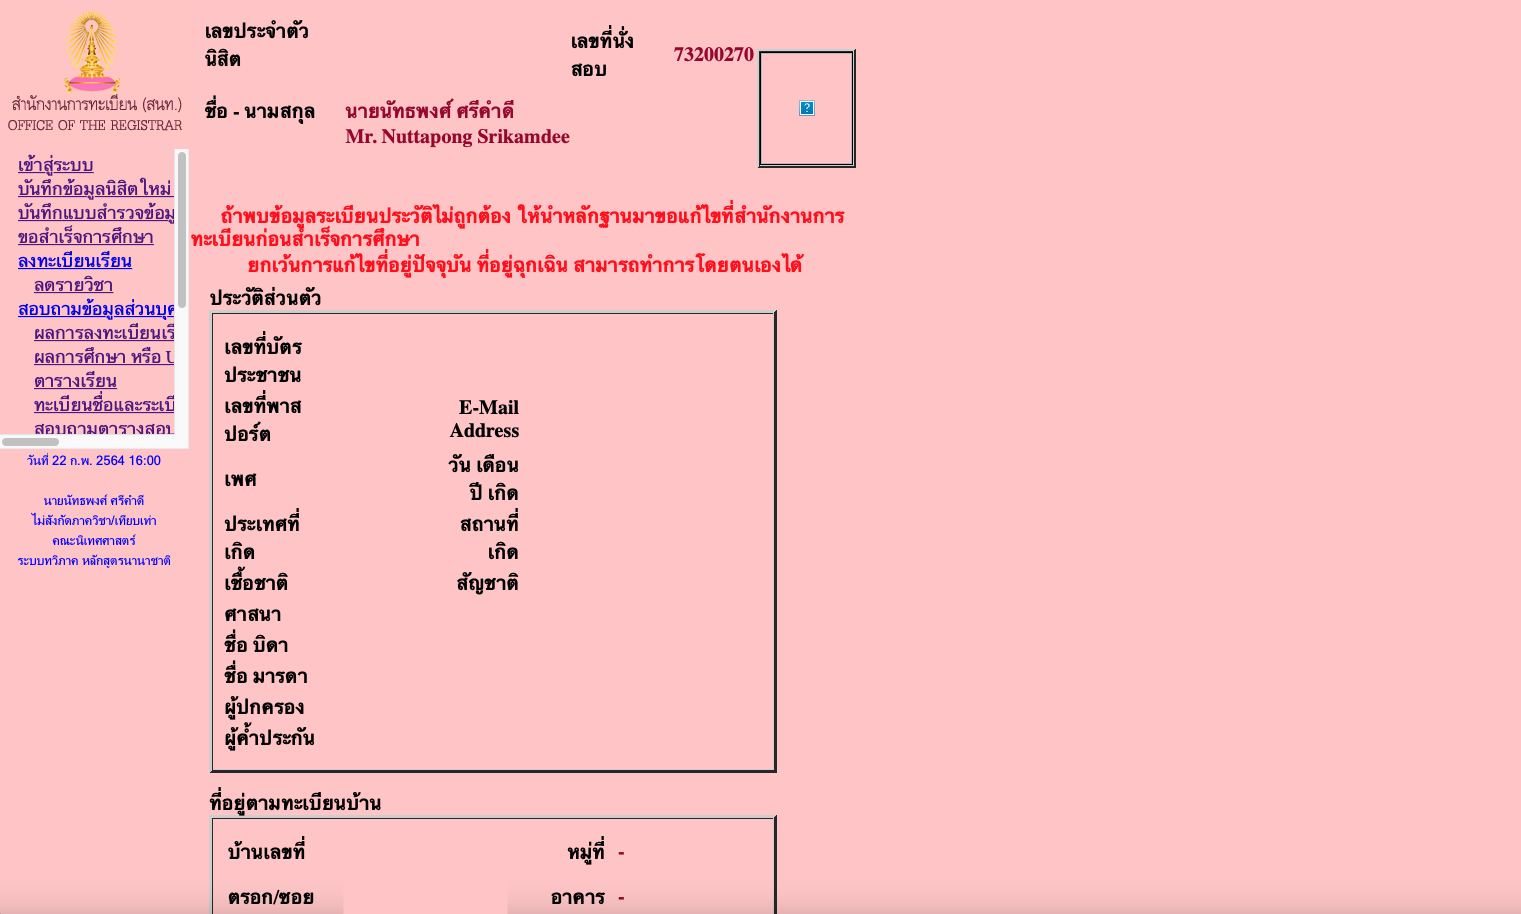 สำนักงานการทะเบียน (สนท.)
OFFICE OF THE REGISTRAR
เข้าสู่ระบบ
บันทึกข้อมูลนิสิตใหม่
บันทึกแบบสำรวจข้อมู
ขอสำเร็จการศึกษา
ลงทะเบียนเรียน
ลดรายวิชา
สอบถามข้อมูลส่วนบุค
ผลการลงทะเบียนเรี
ผลการศึกษา หรือ U
ตารางเรียน
ทะเบียนชื่อและระเบี
สอบถามตารางสอบ
วันที่ 22 ก.พ. 2564 16:00
นายนัทธพงศ์ ศรีคำดี
ไม่สังกัดภาควิชา/เทียบเท่า
คณะนิเทศศาสตร์
ระบบทวิภาค หลักสูตรนานาชาติ
เลขประจำตัว
นิสิต
เลขที่นั่ง
สอบ
73200270
ชื่อ - นามสกุล นายนัทธพงศ์ ศรีคำดี
Mr. Nuttapong Srikamdee
ถ้าพบข้อมูลระเบียนประวัติไม่ถูกต้อง ให้นำหลักฐานมาขอแก้ไขที่สำนักงานการ
ทะเบียนก่อนสำเร็จการศึกษา
ยกเว้นการแก้ไขที่อยู่ปัจจุบัน ที่อยู่ฉุกเฉิน สามารถทำการโดยตนเองได้
ประวัติส่วนตัว
เลขที่บัตร
ประชาชน
เลขที่พาส
ปอร์ต
E-Mail
Address
เพศ
วัน เดือน
ปี เกิด
ประเทศที่
เกิด
สถานที่
เกิด
เชื้อชาติ สัญชาติ
ศาสนา
ชื่อ บิดา
ชื่อ มารดา
ผู้ปกครอง
ผู้ค้ำประกัน
ที่อยู่ตามทะเบียนบ้าน
บ้านเลขที่ หมู่ที่ -
ตรอก/ซอย อาคาร -